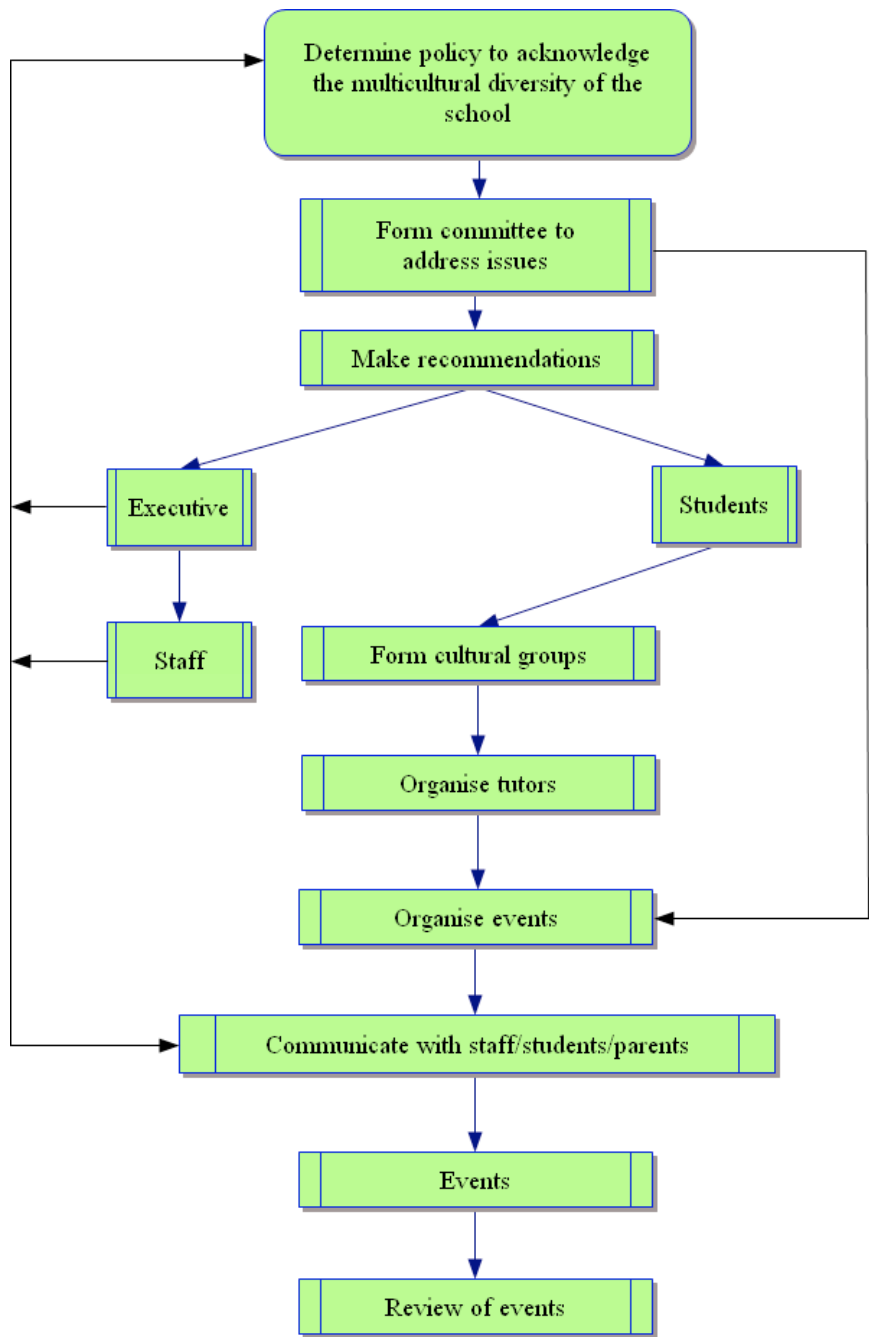 Determine policy to acknowledge
the multicultural diversity of the
school
Form committee to
address issues
Make recommendations
Executive
Students
Staff
Form cultural groups
Organise tutors
Organise events
Communicate with staff/students/parents
Events
Review of events